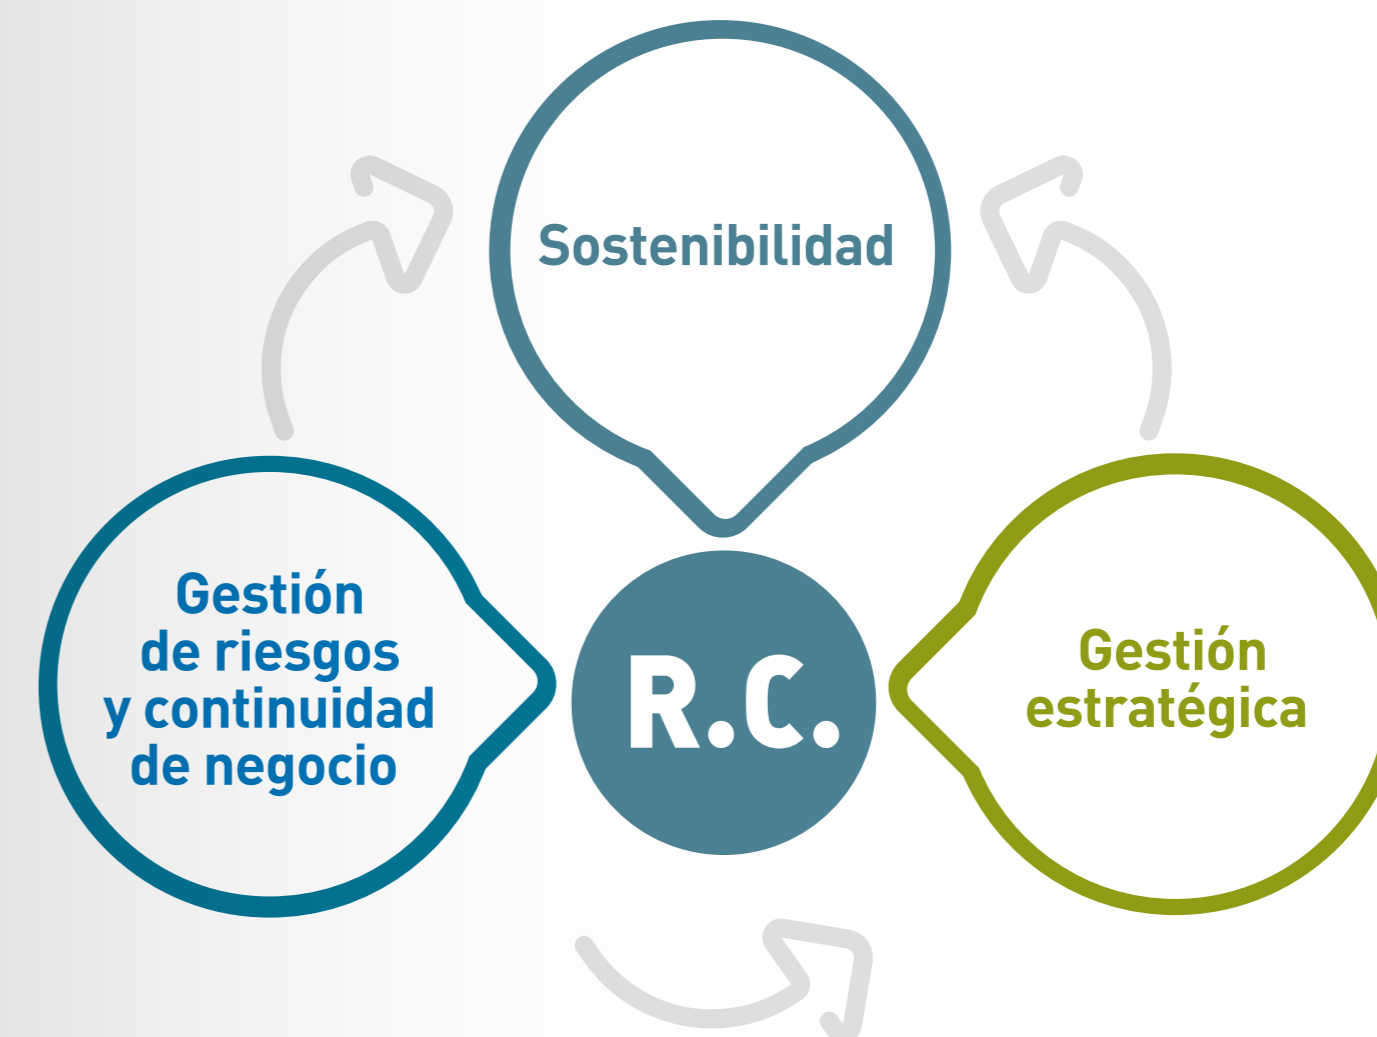 Sostenibilidad
Gestión
de riesgos
y continuidad
de negocio
R.C.
Gestión
estratégica